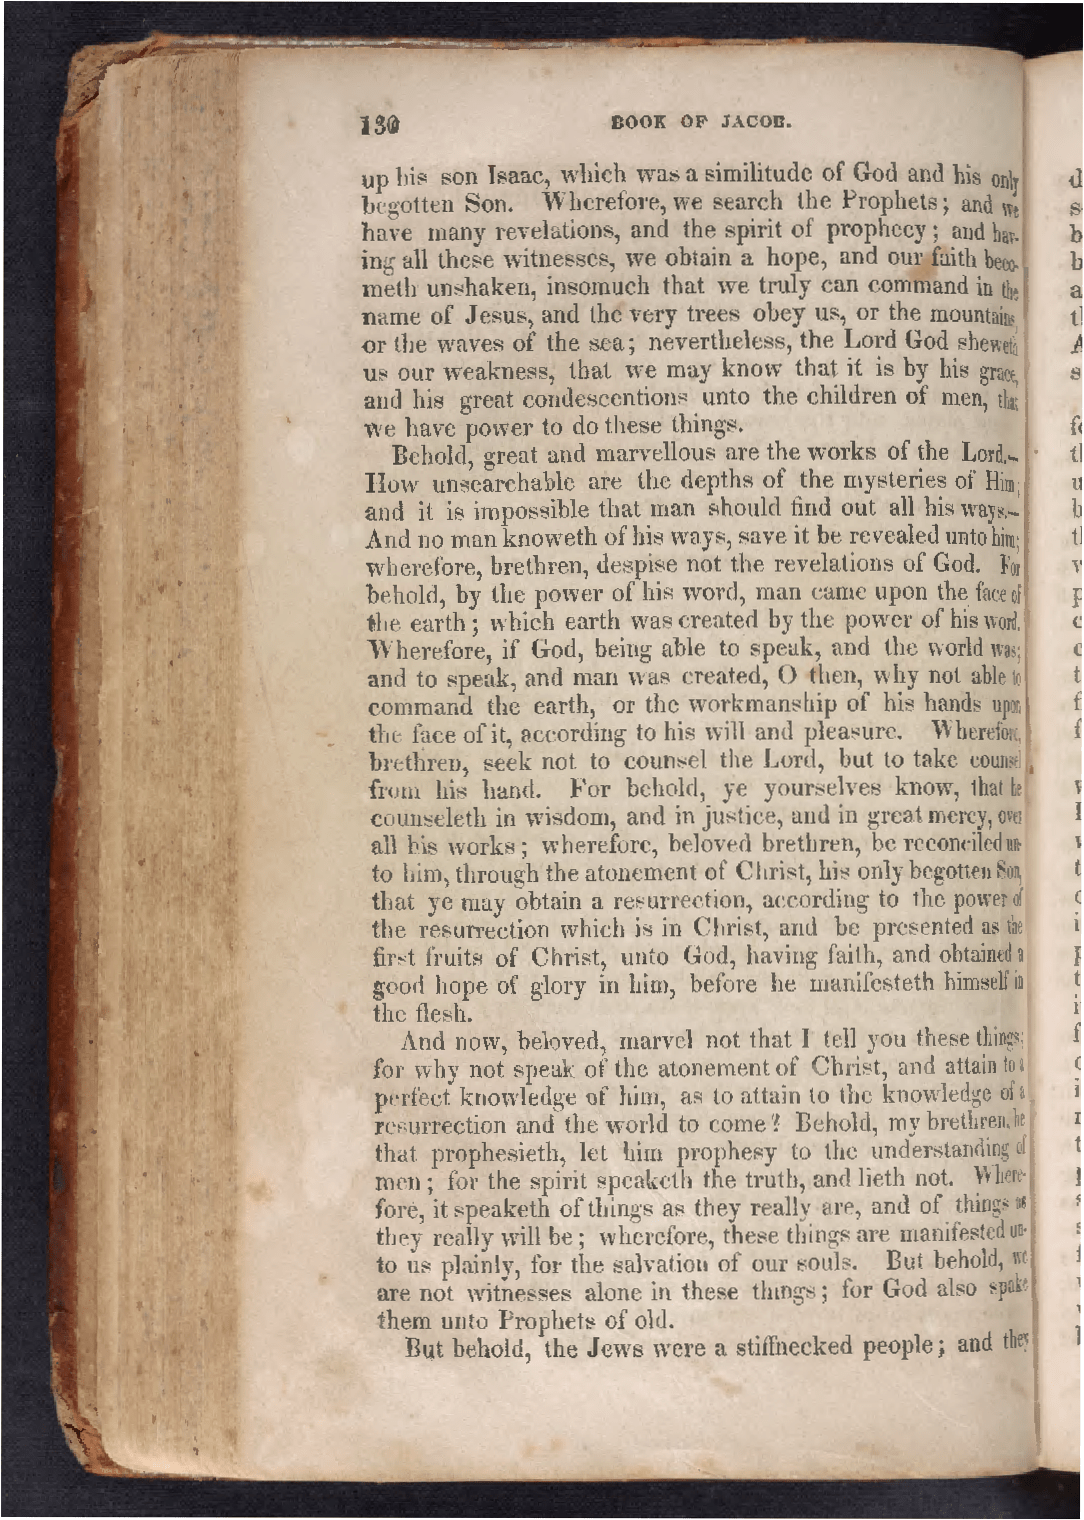 130 BOOK OF JACOB.
up his son Isaac, which was a similitude of God and his only
begotten Son. Wherefore, we search the Prophets; and we
have many revelations, and the spirit of prophecy; and hav-
ing all these witnesses, we obtain a hope, and our faith beco-
meth unshaken, insomuch that we truly can command in the
name of Jesus, and the very trees obey us, or the mountains,
or the waves of the sea; nevertheless, the Lord God sheweth
us our weakness, that we may know that it is by his grace,
and his great condescentions unto the children of men, that
we have power to do these things.
Behold, great and marvellous are the works of the Lord.—
How unsearchable are the depths of the mysteries of Him;
and it is impossible that man should find out all his ways.—
And no man knoweth of his ways, save it be revealed unto him;
wherefore, brethren, despise not the revelations of God. For
behold, by the power of his word, man came upon the face of
the earth; which earth was created by the power of his word.
Wherefore, if God, being able to speak, and the world was;
and to speak, and man was created, O then, why not able to
command the earth, or the workmanship of his hands upon
the face of it, according to his will and pleasure. Wherefore,
brethren, seek not to counsel the Lord, but to take counsel
from his hand. For behold, ye yourselves know, that he
counseleth in wisdom, and in justice, and in great mercy, over
all his works; wherefore, beloved brethren, be reconciled un-
to him, through the atonement of Christ, his only begotten Son,
that ye may obtain a resurrection, according to the power of
the resurrection which is in Christ, and be presented as the
first fruits of Christ, unto God, having faith, and obtained a
good hope of glory in him, before he manifesteth himself in
the flesh.
And now, beloved, marvel not that I tell you these things;
for why not speak of the atonement of Christ, and attain to a
perfect knowledge of him, as to attain to the knowledge of a
resurrection and the world to come? Behold, my brethren, he
that prophesieth, let him prophesy to the understanding of
men; for the spirit speaketh the truth, and lieth not. Where-
fore, it speaketh of things as they really are, and of things as
they really will be; wherefore, these things are manifested un-
to us plainly, for the salvation of our souls. But behold, we
are not witnesses alone in these things; for God also spake
them unto Prophets of old.
But behold, the Jews were a stiffnecked people; and they